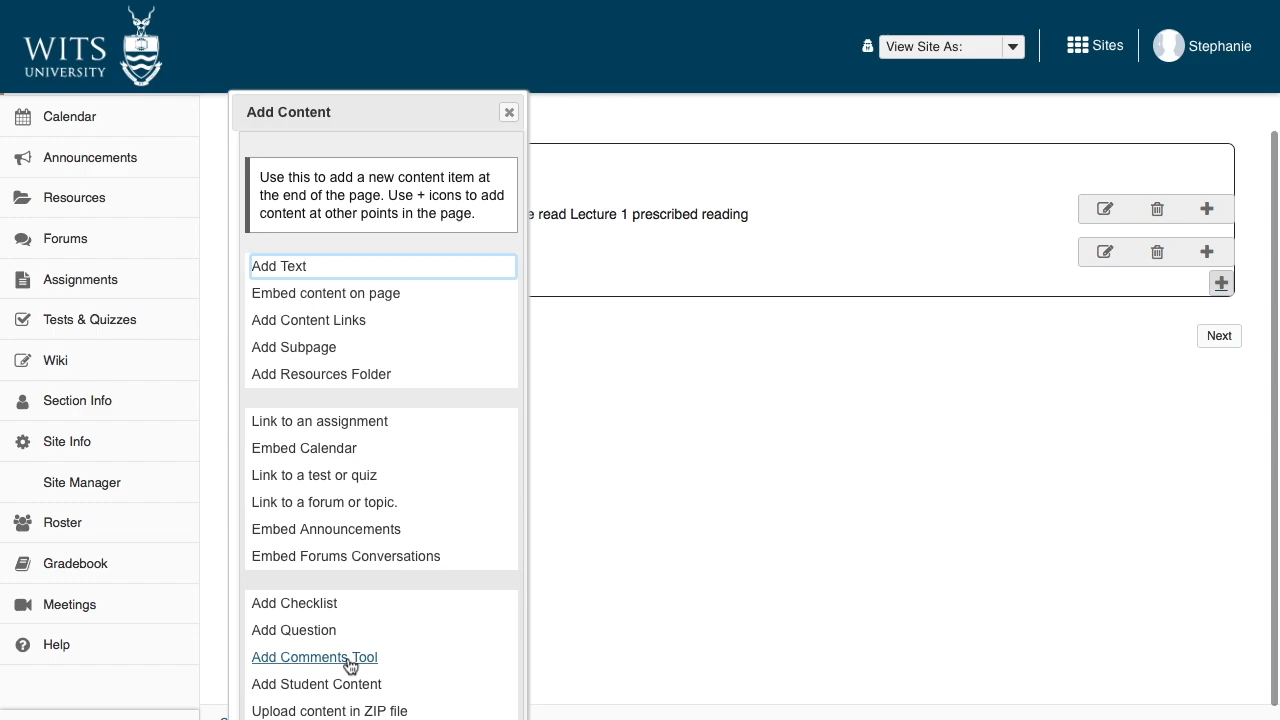 WITS
UNIVERSITY
View Site As:
Sites
Stephanie
Calendar
Announcements
Resources
Forums
Assignments
Tests & Quizzes
Wiki
Section Info
Site Info
Site Manager
Roster
Gradebook
Meetings
Help
Add Content
Use this to add a new content item at
the end of the page. Use + icons to add
content at other points in the page.
Add Text
Embed content on page
Add Content Links
Add Subpage
Add Resources Folder
Link to an assignment
Embed Calendar
Link to a test or quiz
Link to a forum or topic.
Embed Announcements
Embed Forums Conversations
Add Checklist
Add Question
Add Comments Tool
Add Student Content
Upload content in ZIP file
read Lecture 1 prescribed reading
Next